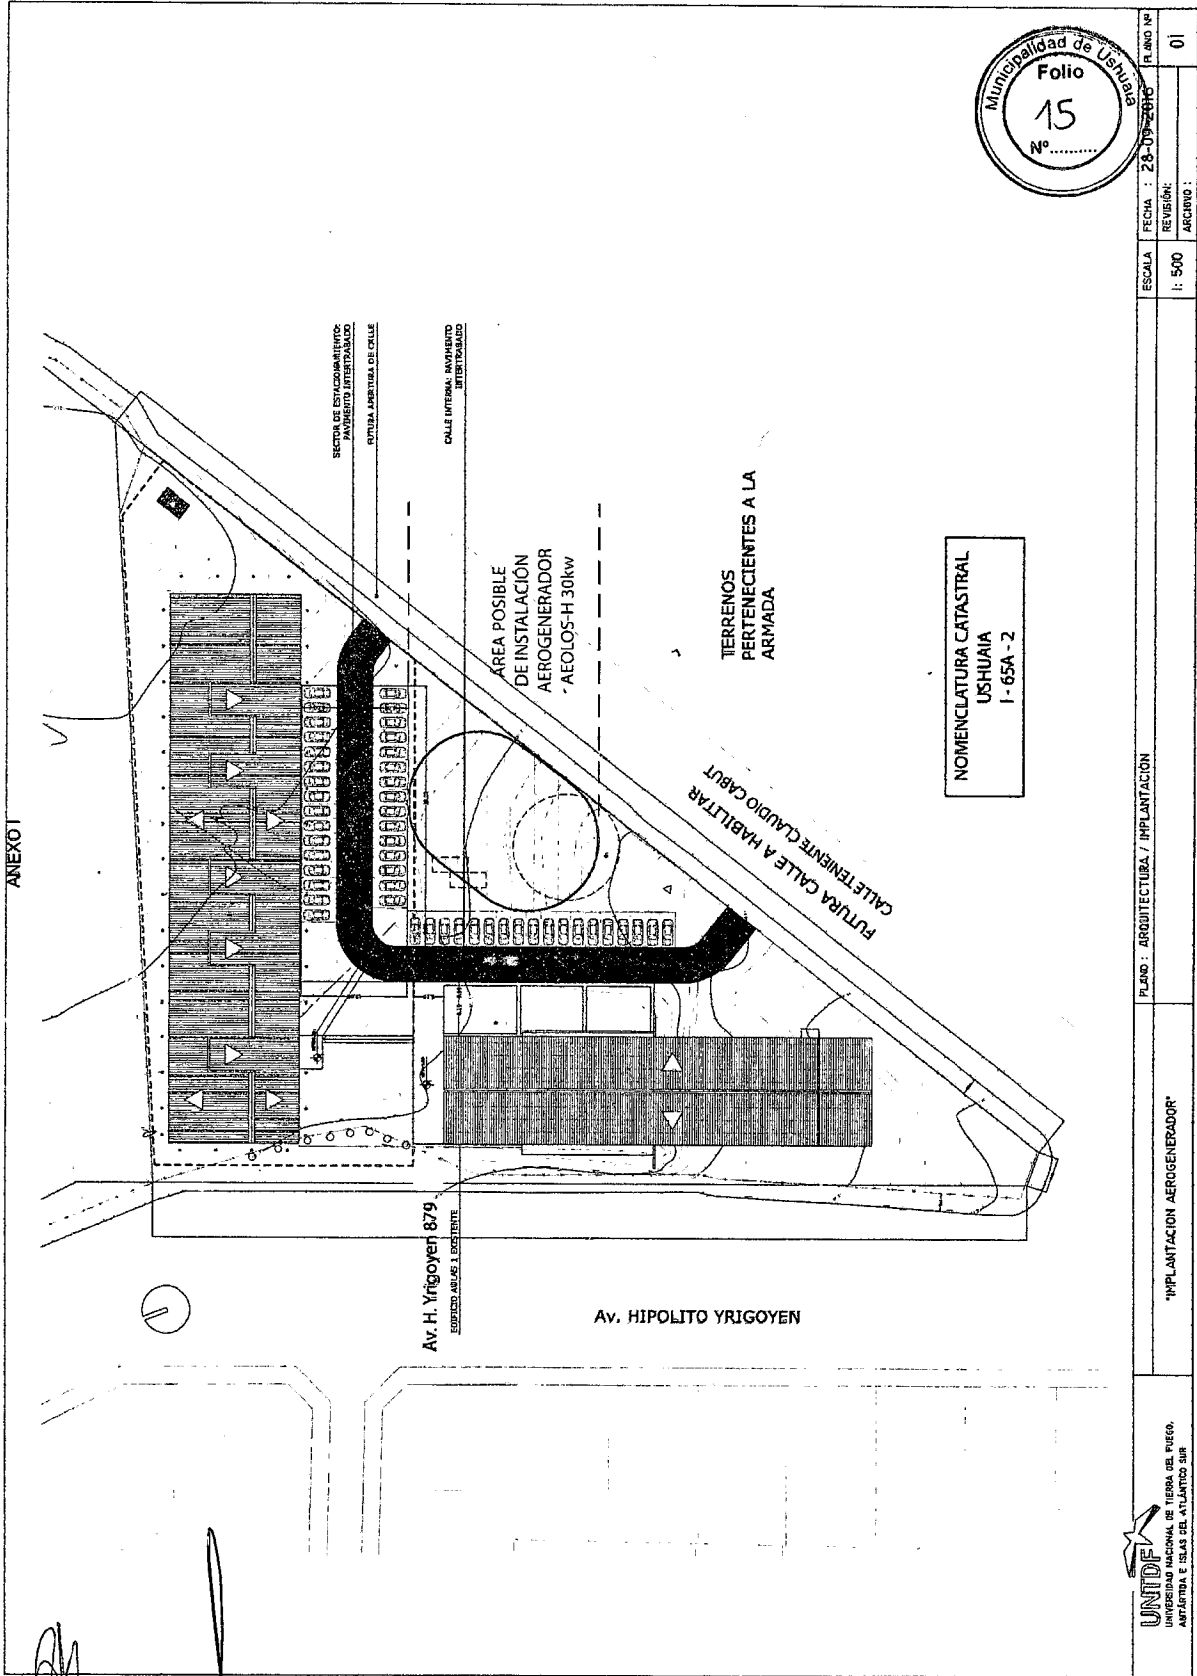 ANEXO I
Municipalidad de Ushuaia
Folio
15
Nº..........
SECTOR DE ESTACIONAMIENTO:
PAVIMENTO INTERTRABADO
FUTURA APERTURA DE CALLE
CALLE INTERNA: PAVIMENTO
INTERTRABADO
AREA POSIBLE
DE INSTALACIÓN
AEROGENERADOR
AEOLOS-H 30kw
TERRENOS
PERTENECIENTES A LA
ARMADA
NOMENCLATURA CATASTRAL
USHUAIA
I - 65A - 2
FUTURA CALLE A HABILITAR
CALLE TENIENTE CLAUDIO CABUT
Av. H. Yrigoyen 879
EDIFICIO AULAS 1 EXISTENTE
Av. HIPOLITO YRIGOYEN
UNTDF
UNIVERSIDAD NACIONAL DE TIERRA DEL FUEGO,
ANTÁRTIDA E ISLAS DEL ATLÁNTICO SUR
"IMPLANTACION AEROGENERADOR"
PLANO : ARQUITECTURA / IMPLANTACIÓN
ESCALA
1: 500
FECHA : 28-09-2016
REVISIÓN:
ARCHIVO :
PLANO Nº
01